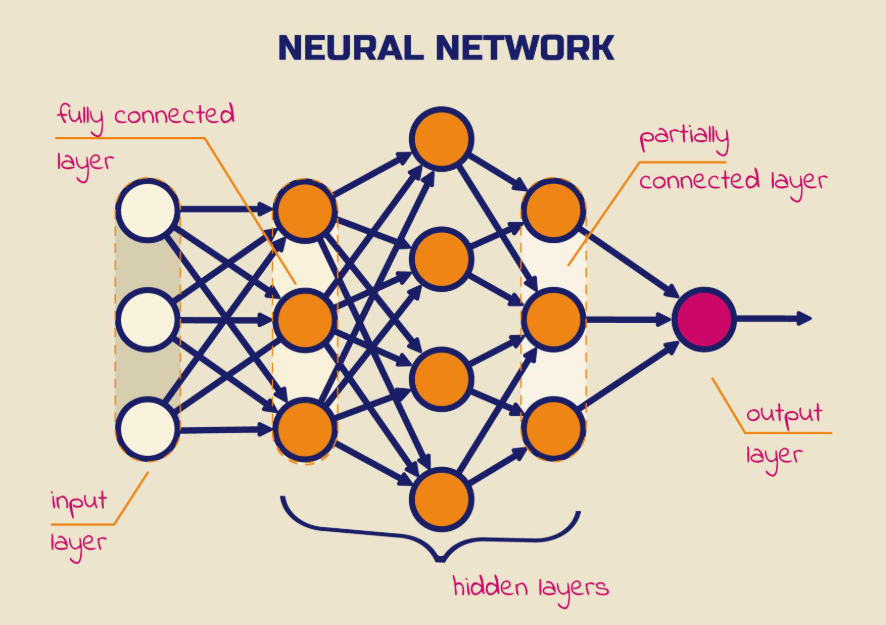 NEURAL NETWORK
fully connected
layer
partially
connected layer
input
layer
output
layer
hidden layers